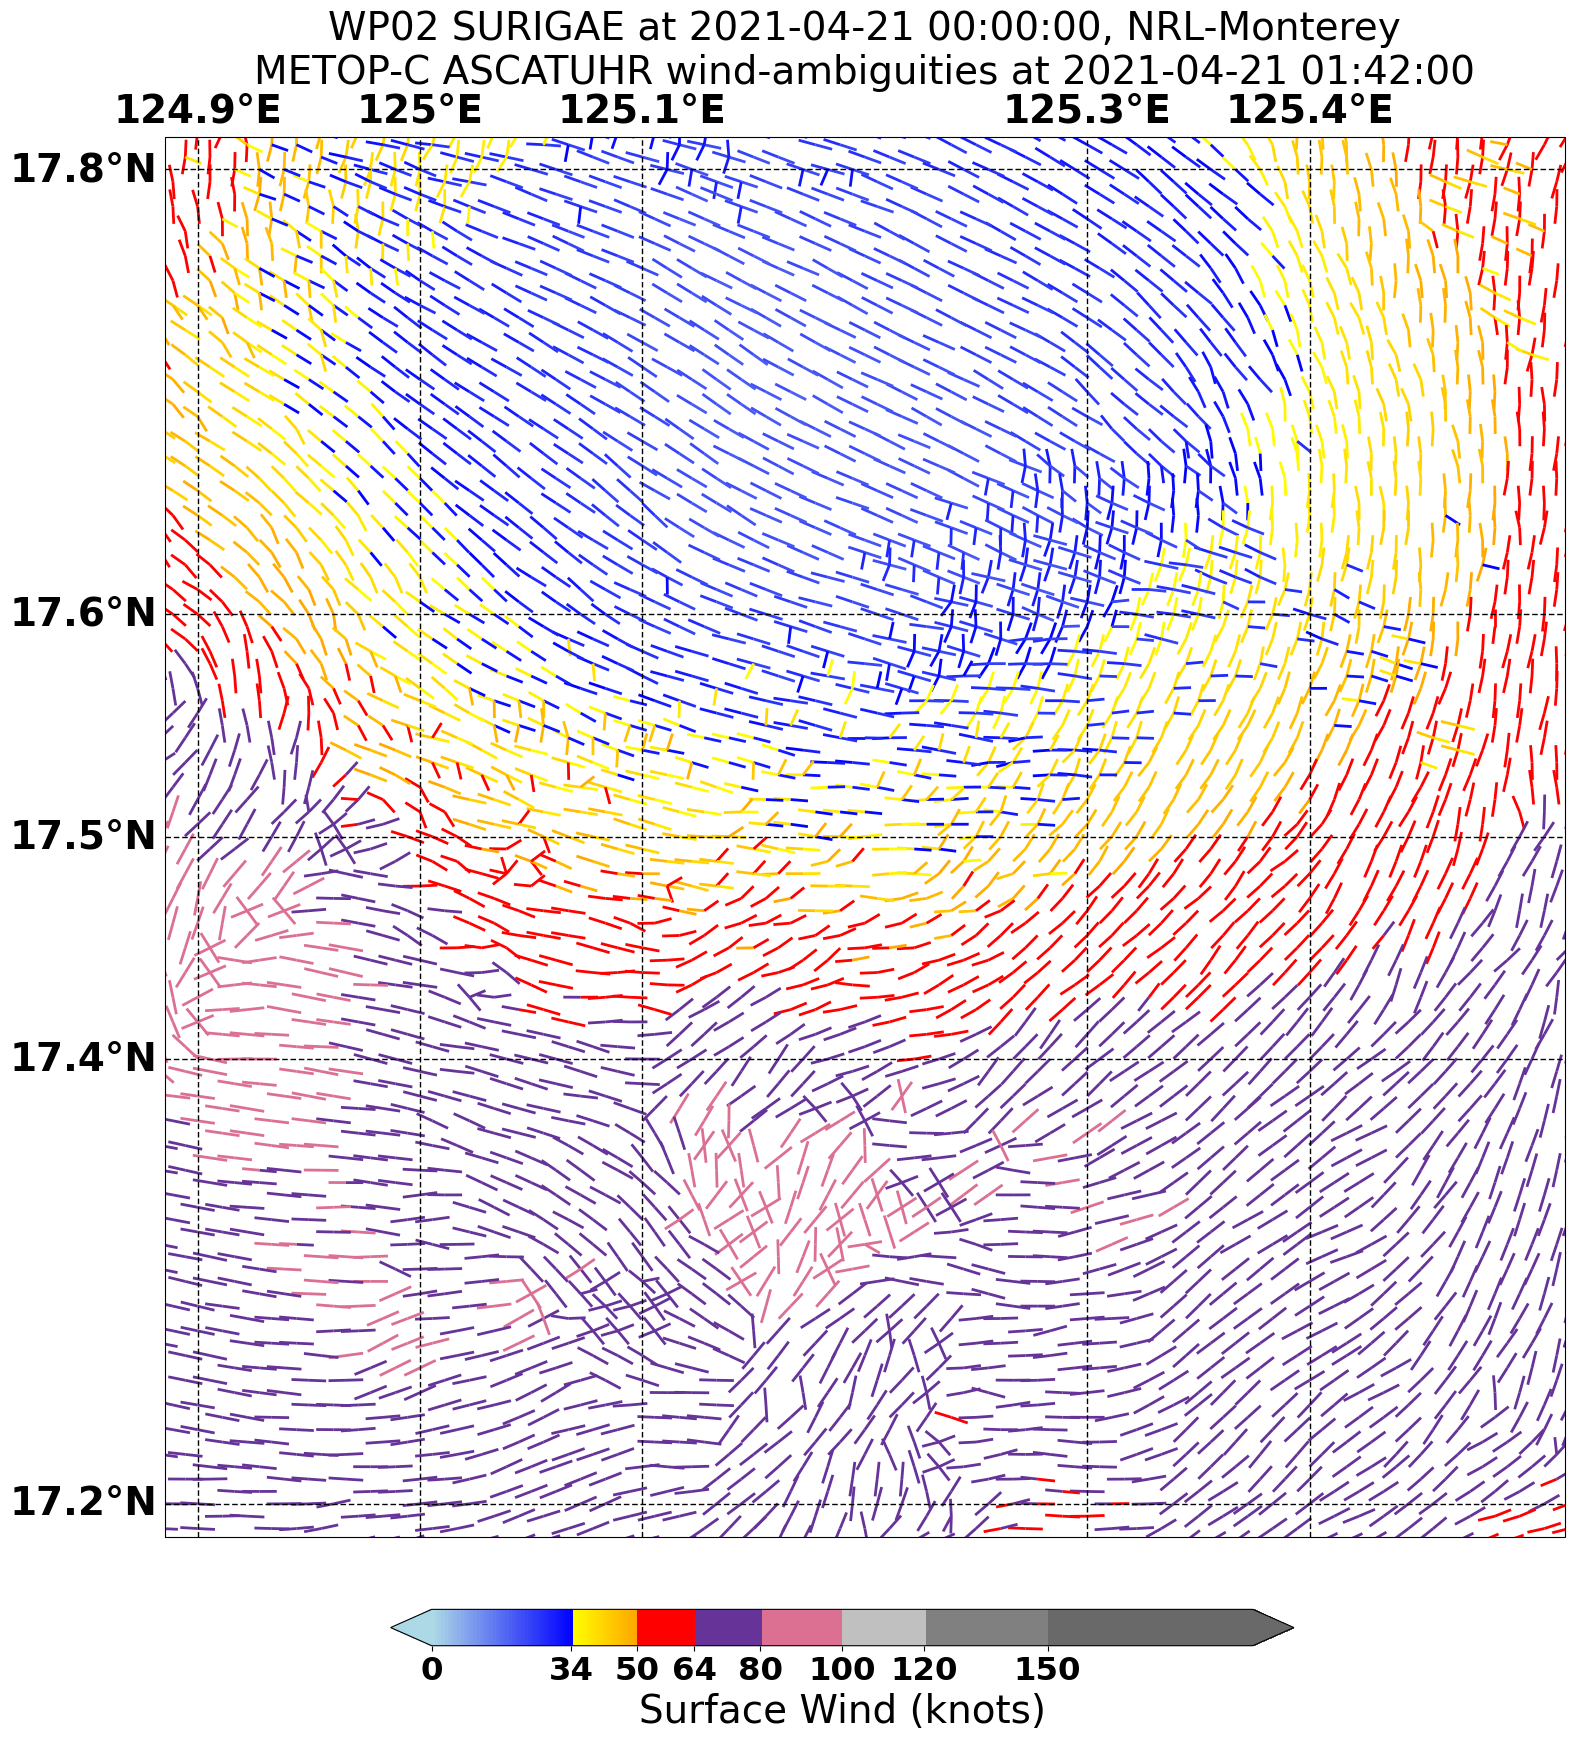 WP02 SURIGAE at 2021-04-21 00:00:00, NRL-Monterey
METOP-C ASCATUHR wind-ambiguities at 2021-04-21 01:42:00
124.9°E 125°E 125.1°E 125.3°E 125.4°E
17.8°N
17.6°N
17.5°N
17.4°N
17.2°N
0 34 50 64 80 100 120 150
Surface Wind (knots)